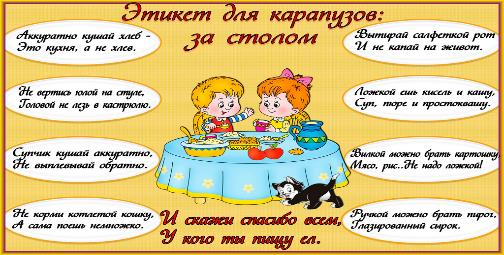 Этикет для карапузов:
за столом
Аккуратно кушай хлеб -
Это кухня, а не хлев.
Не вертись юлой на стуле,
Головой не лезь в кастрюлю.
Супчик кушай аккуратно,
Не выплевывай обратно.
Не корми котлетой кошку,
А сама поешь немножко.
Вытирай салфеткой рот
И не капай на живот.
Ложкой ешь кисель и кашу,
Суп, пюре и простоквашу.
Вилкой можно брать картошку,
Мясо, рис..Не надо ложкой!
Ручкой можно брать пирог,
Глазированный сырок.
И скажи спасибо всем,
У кого ты пищу ел.